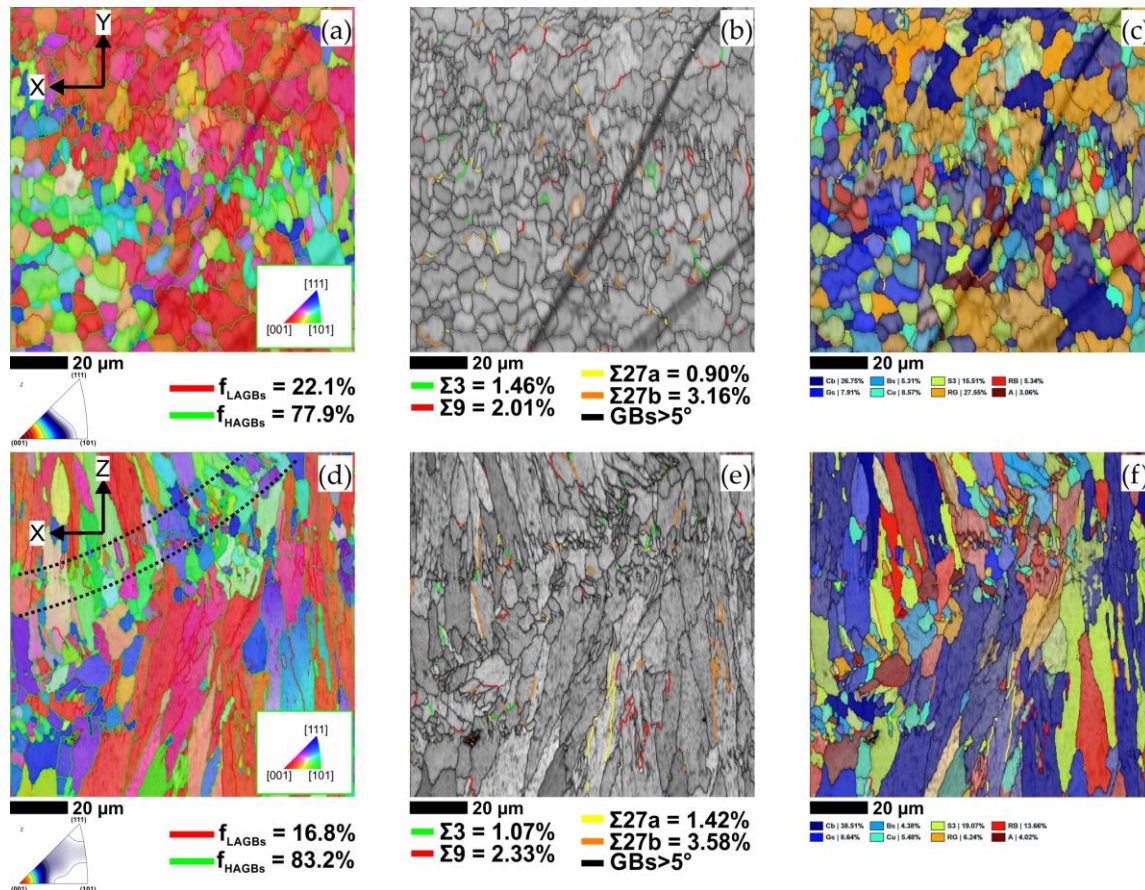 (a)
Y
X
[111]
[001] [101]
20 µm
z
(111)
(001) (101)
f_LAGBs = 22.1%
f_HAGBs = 77.9%
(b)
20 µm
Σ3 = 1.46%
Σ9 = 2.01%
Σ27a = 0.90%
Σ27b = 3.16%
GBs>5°
(c)
20 µm
Cb | 26.75% Bs | 5.31% S3 | 15.51% RB | 5.34%
Gs | 7.91% Cu | 8.57% RG | 27.55% A | 3.06%
(d)
Z
X
[111]
[001] [101]
20 µm
z
(111)
(001) (101)
f_LAGBs = 16.8%
f_HAGBs = 83.2%
(e)
20 µm
Σ3 = 1.07%
Σ9 = 2.33%
Σ27a = 1.42%
Σ27b = 3.58%
GBs>5°
(f)
20 µm
Cb | 38.51% Bs | 4.38% S3 | 19.07% RB | 13.66%
Gs | 8.64% Cu | 5.48% RG | 6.24% A | 4.02%